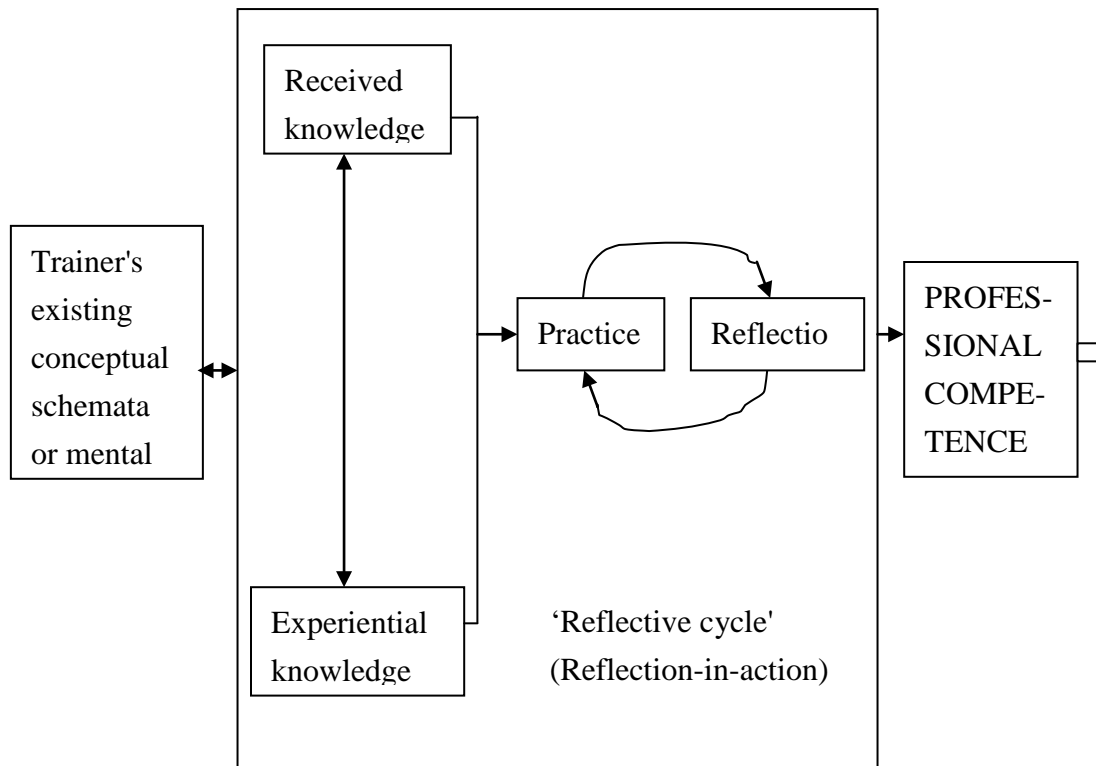 Received
knowledge
Trainer's
existing
conceptual
schemata
or mental
Practice
Reflectio
PROFES-
SIONAL
COMPE-
TENCE
Experiential
knowledge
‘Reflective cycle'
(Reflection-in-action)